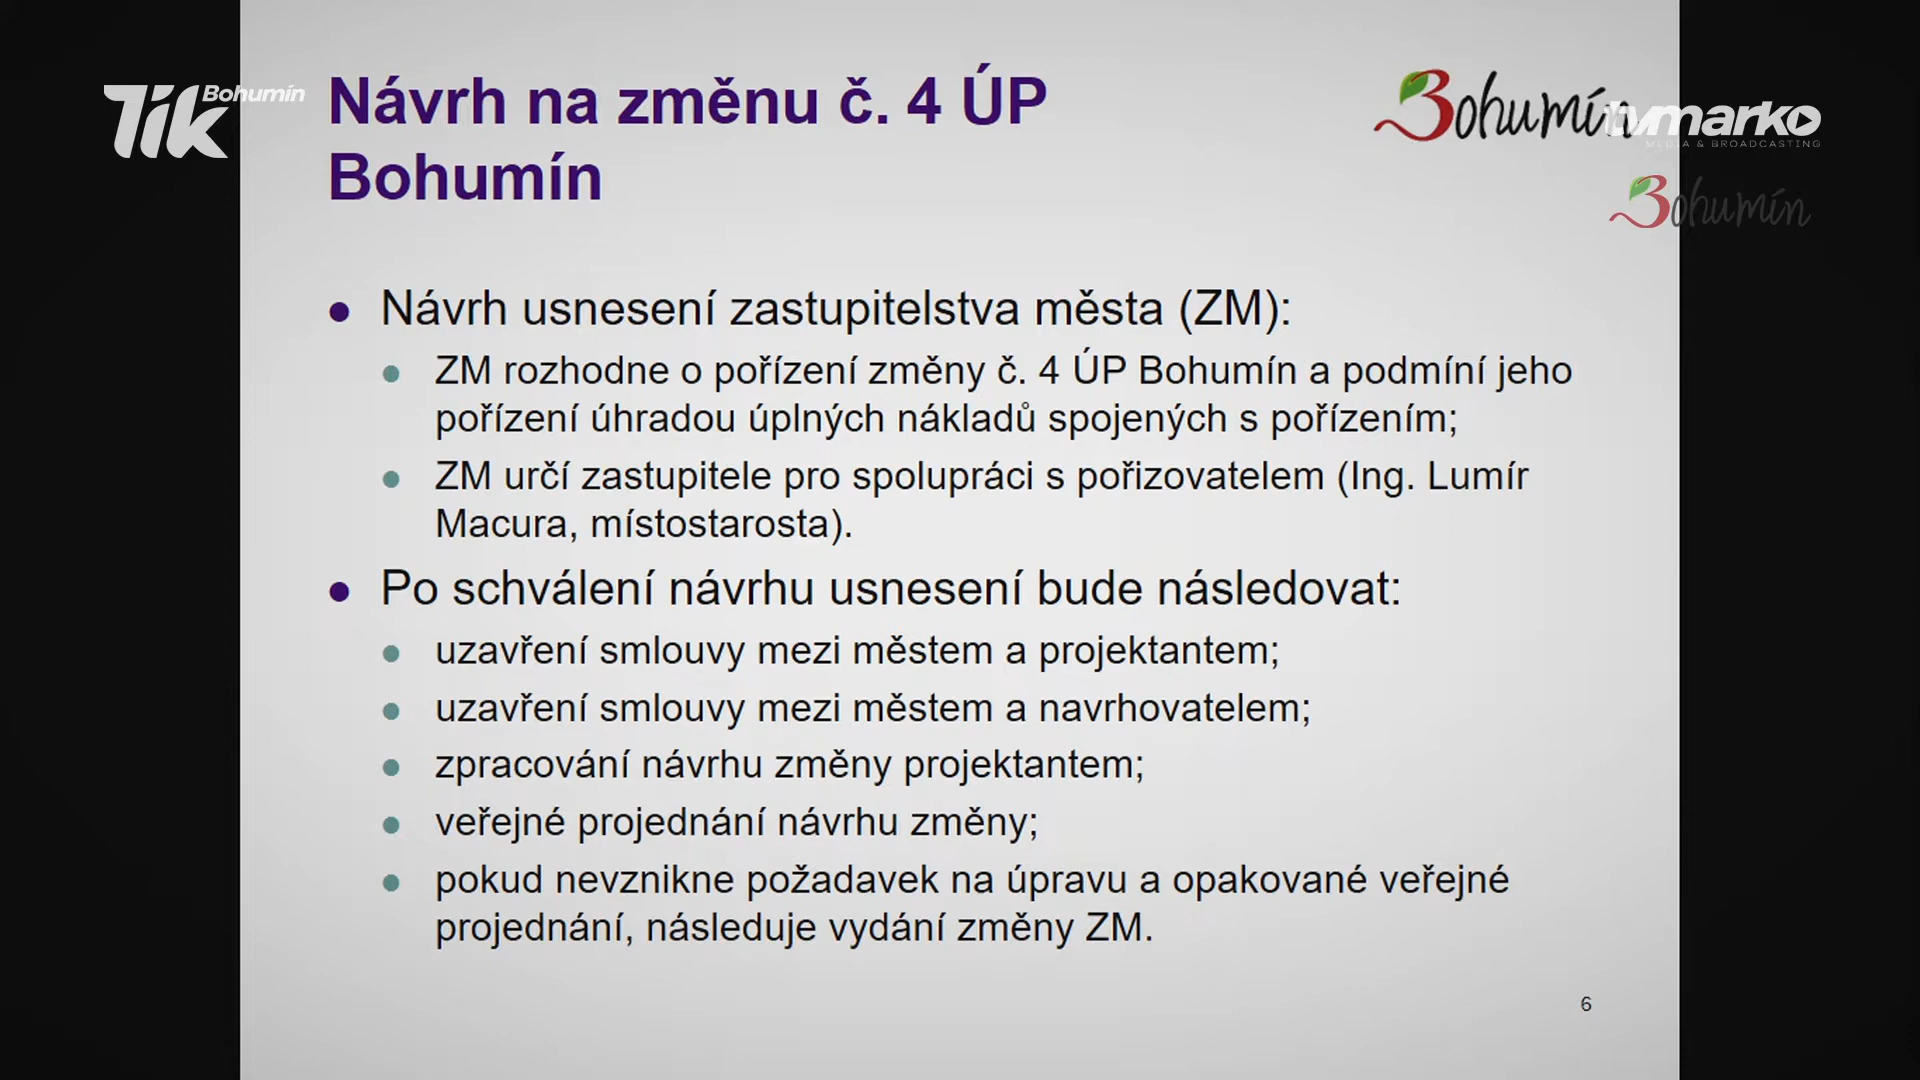 Tik Bohumín
Návrh na změnu č. 4 ÚP
Bohumín
Bohumín
tvmarko
MEDIA & BROADCASTING
Bohumín
Návrh usnesení zastupitelstva města (ZM):
ZM rozhodne o pořízení změny č. 4 ÚP Bohumín a podmíní jeho
pořízení úhradou úplných nákladů spojených s pořízením;
ZM určí zastupitele pro spolupráci s pořizovatelem (Ing. Lumír
Macura, místostarosta).
Po schválení návrhu usnesení bude následovat:
uzavření smlouvy mezi městem a projektantem;
uzavření smlouvy mezi městem a navrhovatelem;
zpracování návrhu změny projektantem;
veřejné projednání návrhu změny;
pokud nevznikne požadavek na úpravu a opakované veřejné
projednání, následuje vydání změny ZM.
6